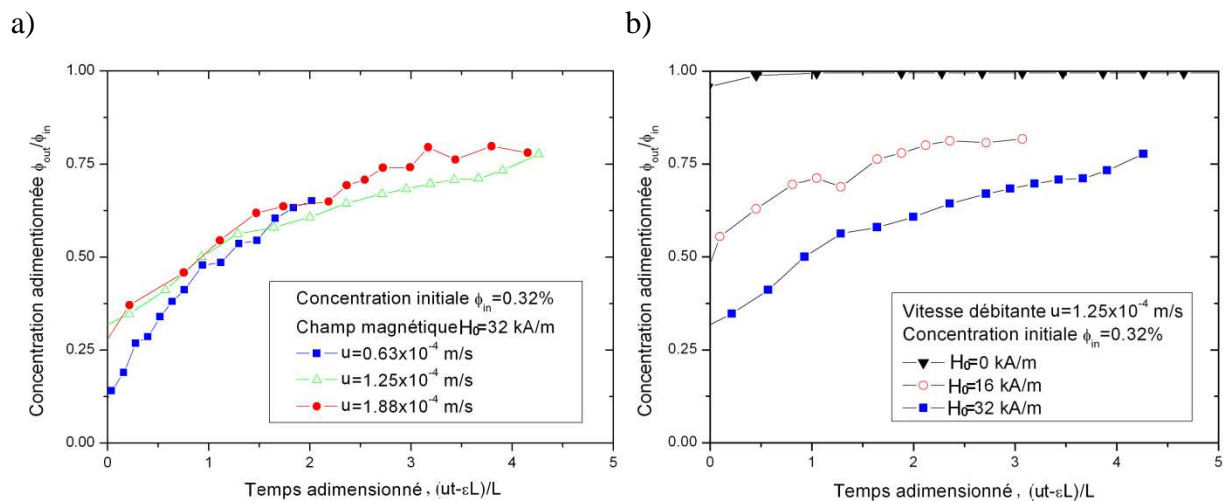 a)
1.00
0.75
0.50
0.25
0.00
Concentration adimentionnée ϕout/ϕin
Concentration initiale ϕin=0.32%
Champ magnétique H0=32 kA/m
u=0.63x10-4 m/s
u=1.25x10-4 m/s
u=1.88x10-4 m/s
0 1 2 3 4 5
Temps adimensionné , (ut-εL)/L
b)
1.00
0.75
0.50
0.25
0.00
Concentration adimentionnée ϕout/ϕin
Vitesse débitante u=1.25x10-4 m/s
Concentration initiale ϕin=0.32%
H0=0 kA/m
H0=16 kA/m
H0=32 kA/m
0 1 2 3 4 5
Temps adimensionné , (ut-εL)/L